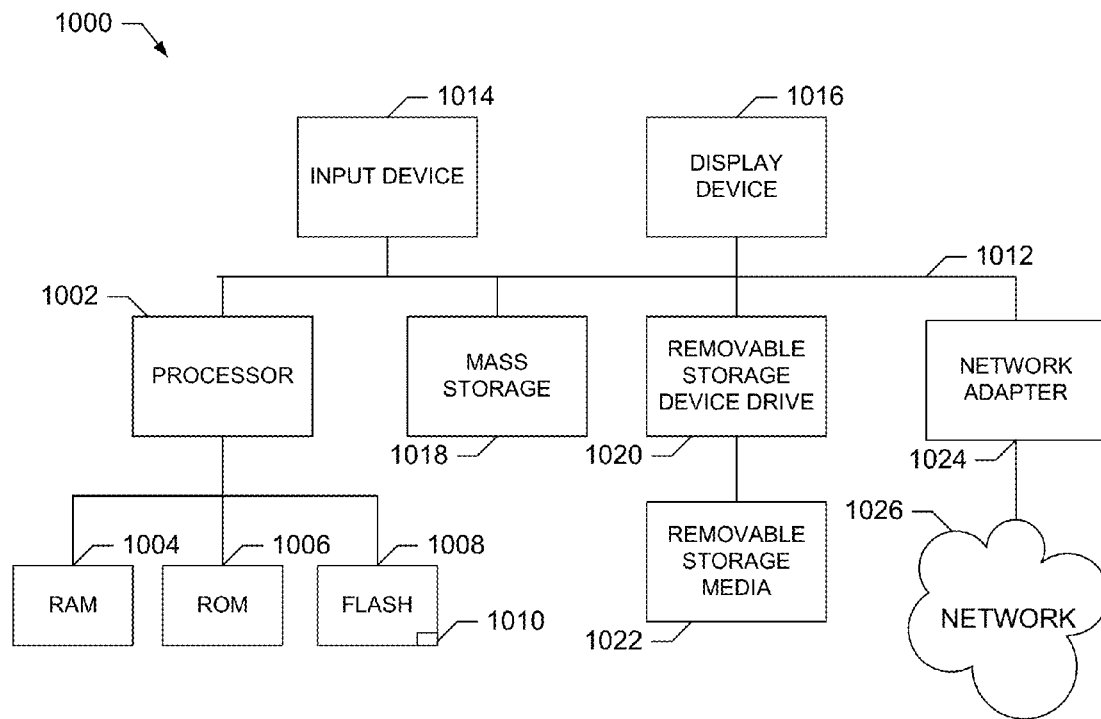 1000
1014
INPUT DEVICE
1016
DISPLAY
DEVICE
1012
1002
PROCESSOR
MASS
STORAGE
1018
REMOVABLE
STORAGE
DEVICE DRIVE
1020
NETWORK
ADAPTER
1024
1004
RAM
1006
ROM
1008
FLASH
1010
REMOVABLE
STORAGE
MEDIA
1022
1026
NETWORK